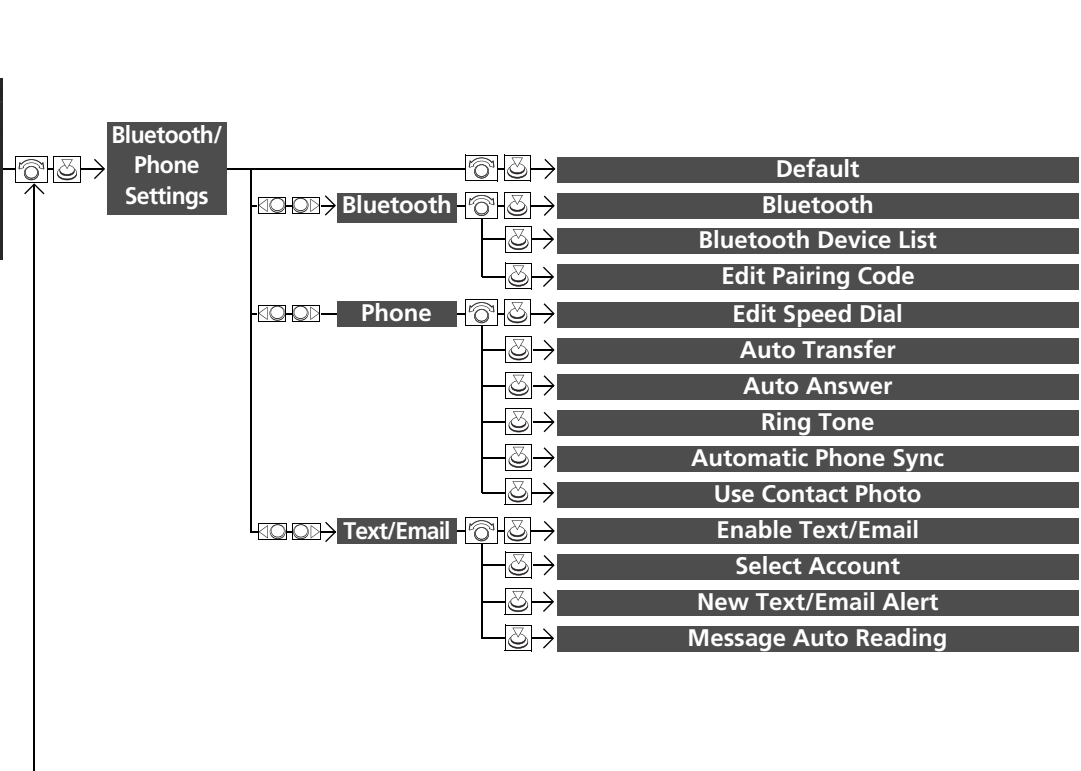 Bluetooth/
Phone
Settings
Default
Bluetooth
Bluetooth
Bluetooth Device List
Edit Pairing Code
Phone
Edit Speed Dial
Auto Transfer
Auto Answer
Ring Tone
Automatic Phone Sync
Use Contact Photo
Text/Email
Enable Text/Email
Select Account
New Text/Email Alert
Message Auto Reading